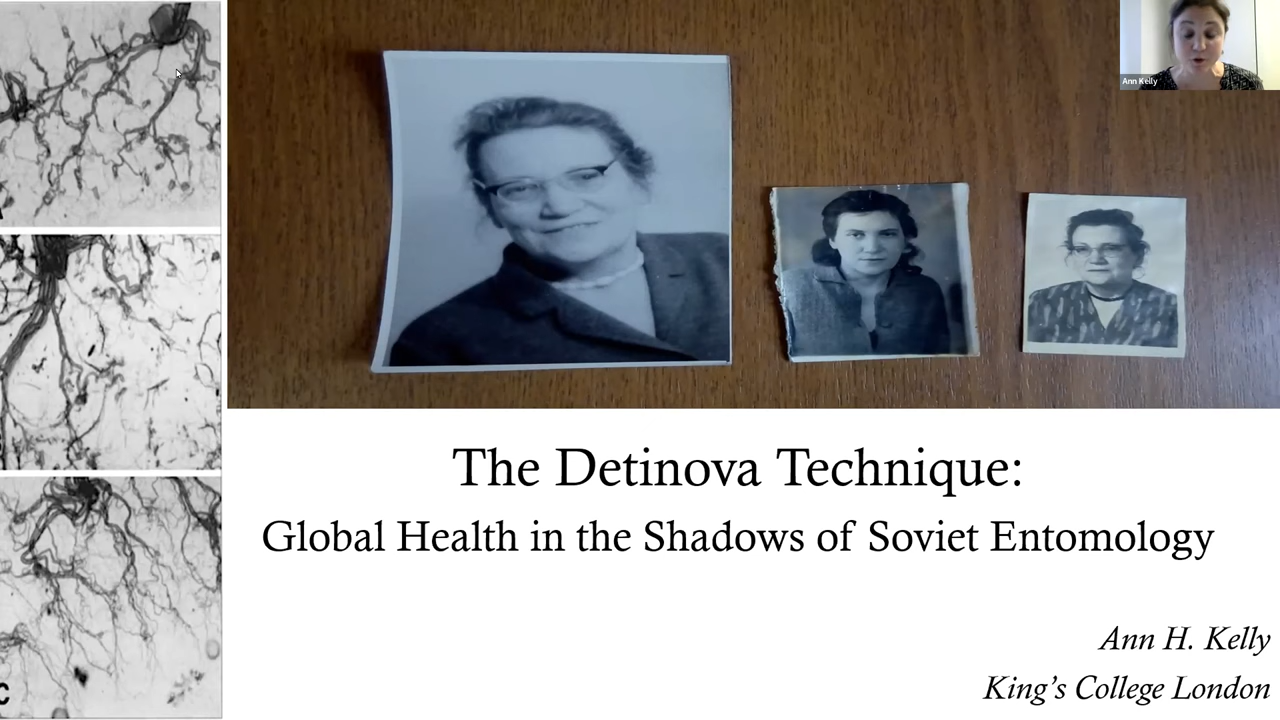 Ann Kelly
The Detinova Technique:
Global Health in the Shadows of Soviet Entomology
Ann H. Kelly
King's College London
C